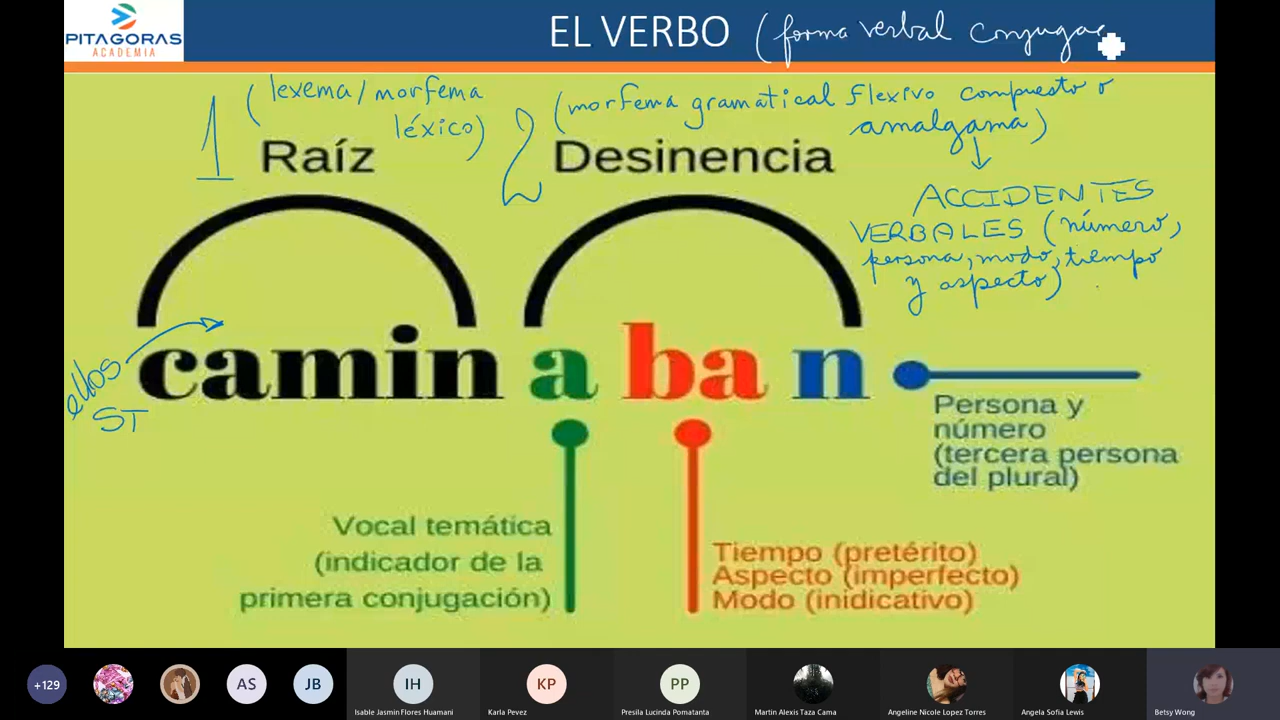 PITAGORAS
ACADEMIA
EL VERBO (forma verbal conjugac
1 (lexema/morfema
léxico)
Raíz
2 (morfema gramatical flexivo compuesto o
amalgama)
Desinencia
ACCIDENTES
VERBALES (número,
persona, modo, tiempo
y aspecto)
ellos
ST
caminaban
Persona y
número
(tercera persona
del plural)
Vocal temática
(indicador de la
primera conjugación)
Tiempo (pretérito)
Aspecto (imperfecto)
Modo (inidicativo)
+129
AS
JB
IH
KP
PP
Isable Jasmin Flores Huamani
Karla Pevez
Presila Lucinda Pomatanta
Martin Alexis Taza Cama
Angeline Nicole Lopez Torres
Angela Sofia Lewis
Betsy Wong